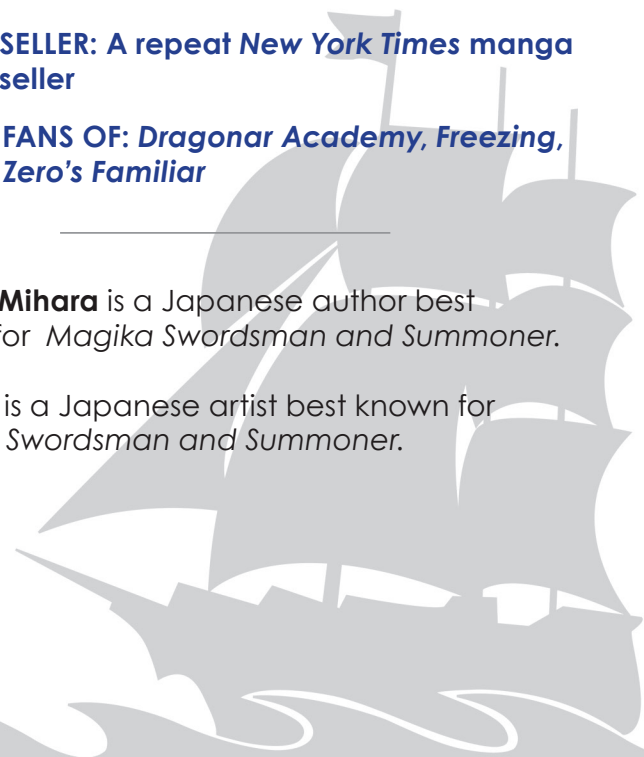 SELLER: A repeat New York Times manga
seller
FANS OF: Dragonar Academy, Freezing,
Zero’s Familiar
Mihara is a Japanese author best
for Magika Swordsman and Summoner.
is a Japanese artist best known for
Swordsman and Summoner.